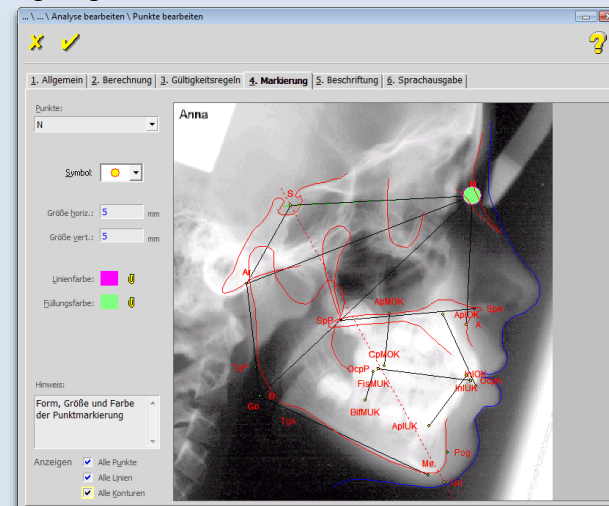 ... \ ... \ Analyse bearbeiten \ Punkte bearbeiten
1. Allgemein
2. Berechnung
3. Gültigkeitsregeln
4. Markierung
5. Beschriftung
6. Sprachausgabe
Punkte:
N
Symbol:
Größe horiz.: 5 mm
Größe vert.: 5 mm
Linienfarbe:
Füllungsfarbe:
Hinweis:
Form, Größe und Farbe
der Punktmarkierung
Anzeigen
Alle Punkte
Alle Linien
Alle Konturen
Anna
S
N
Ar
ApMOK
SpA
SpP
ApIOK
A
CpMOK
OcpP
InIOK
OcpA
FisMUK
InIUK
Go
BifMUK
ApIUK
TgA
Pog
Me